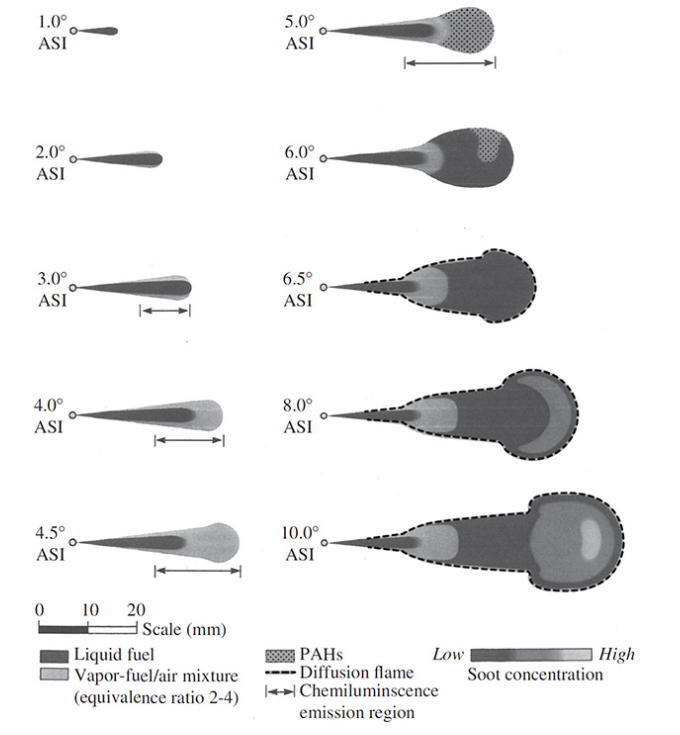 1.0°
ASI
2.0°
ASI
3.0°
ASI
4.0°
ASI
4.5°
ASI
5.0°
ASI
6.0°
ASI
6.5°
ASI
8.0°
ASI
10.0°
ASI
0 10 20
Scale (mm)
Liquid fuel
Vapor-fuel/air mixture
(equivalence ratio 2-4)
PAHs
Diffusion flame
Chemiluminscence
emission region
Low High
Soot concentration